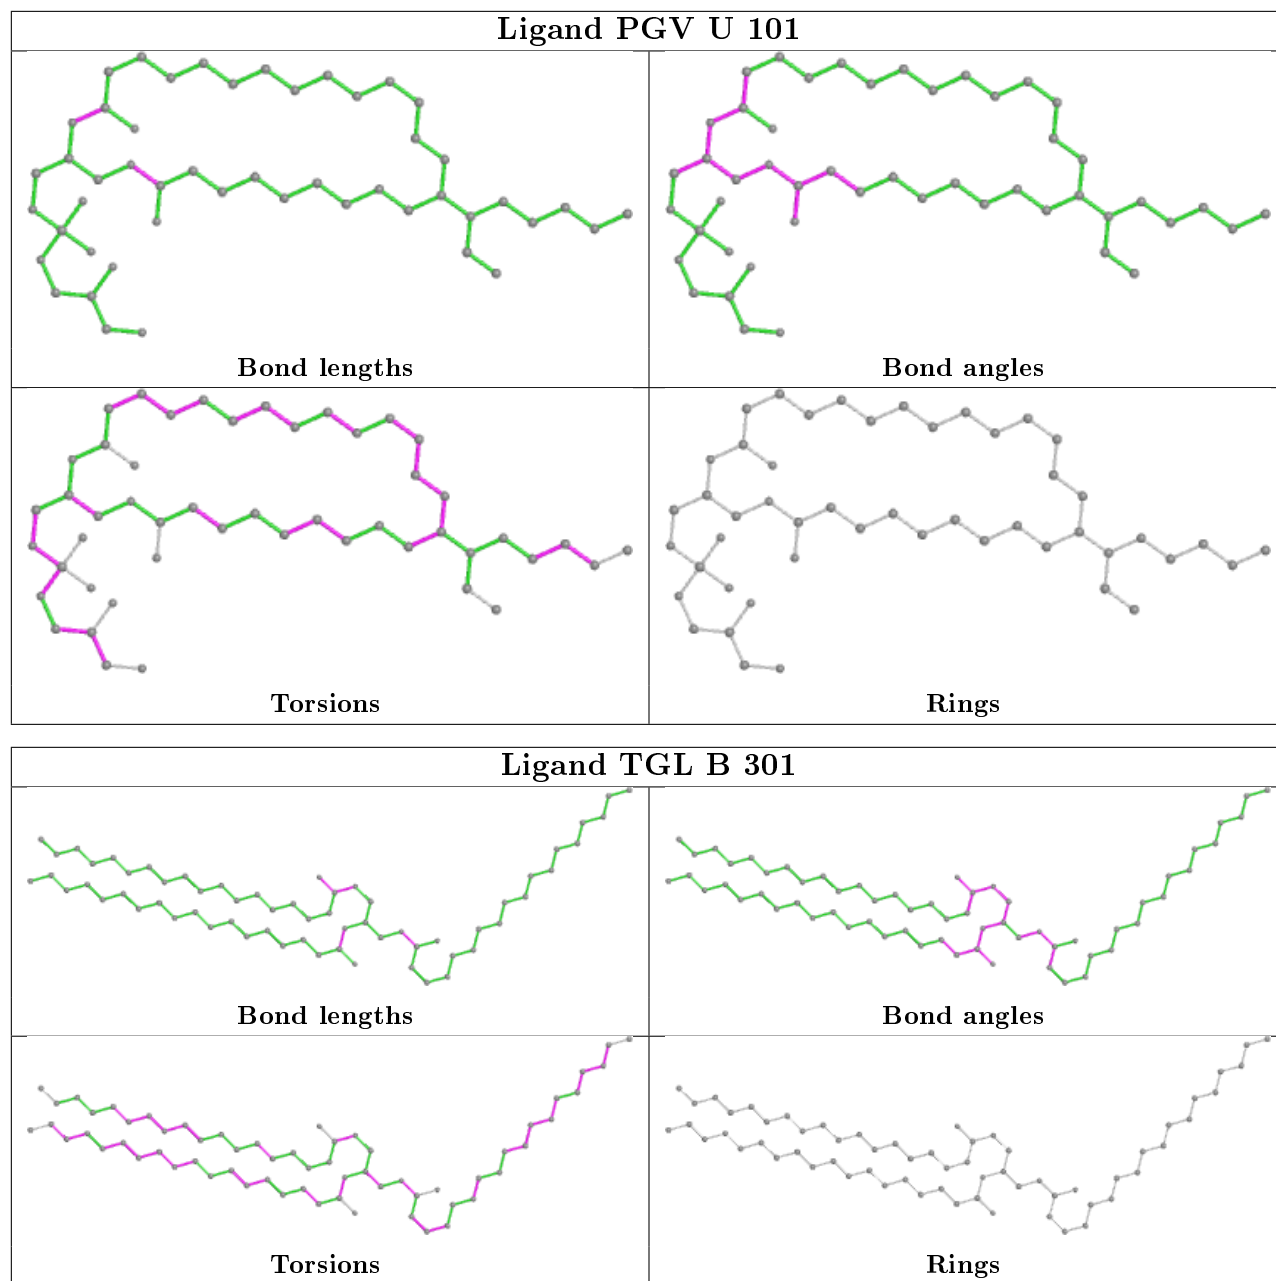 Ligand PGV U 101
Bond lengths
Bond angles
Torsions
Rings
Ligand TGL B 301
Bond lengths
Bond angles
Torsions
Rings